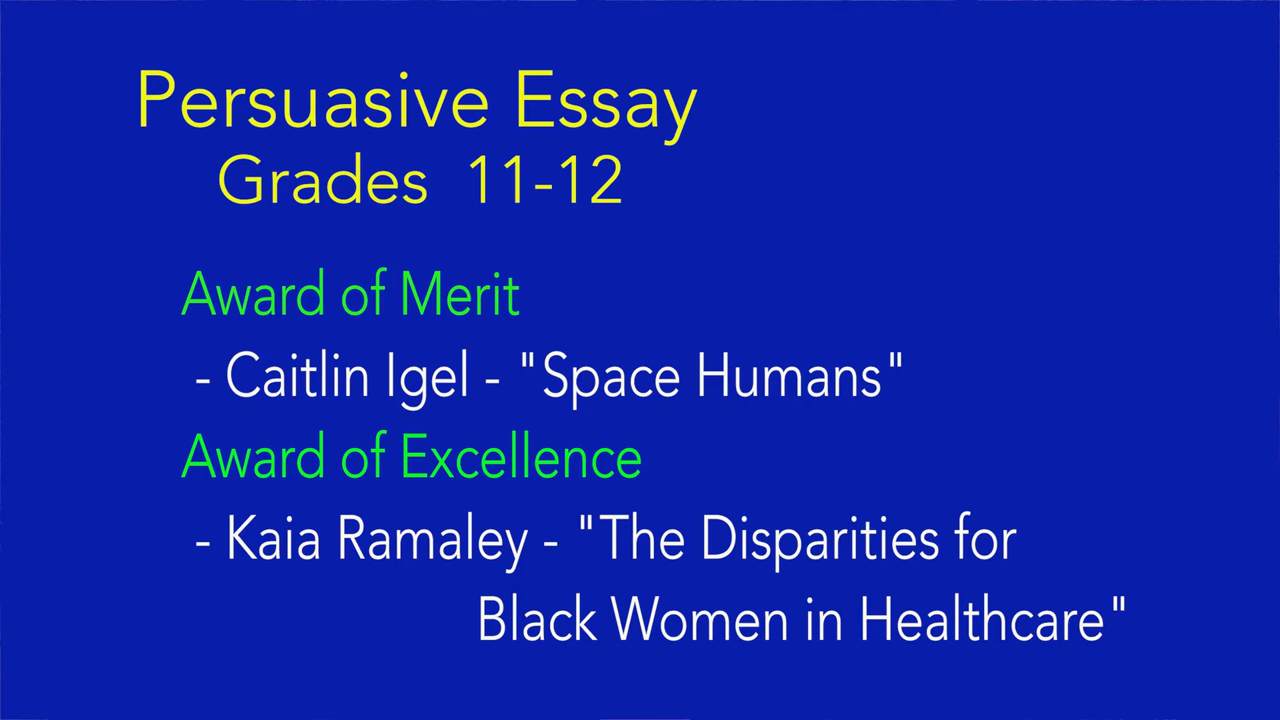 Persuasive Essay
Grades 11-12
Award of Merit
- Caitlin Igel - "Space Humans"
Award of Excellence
- Kaia Ramaley - "The Disparities for
Black Women in Healthcare"